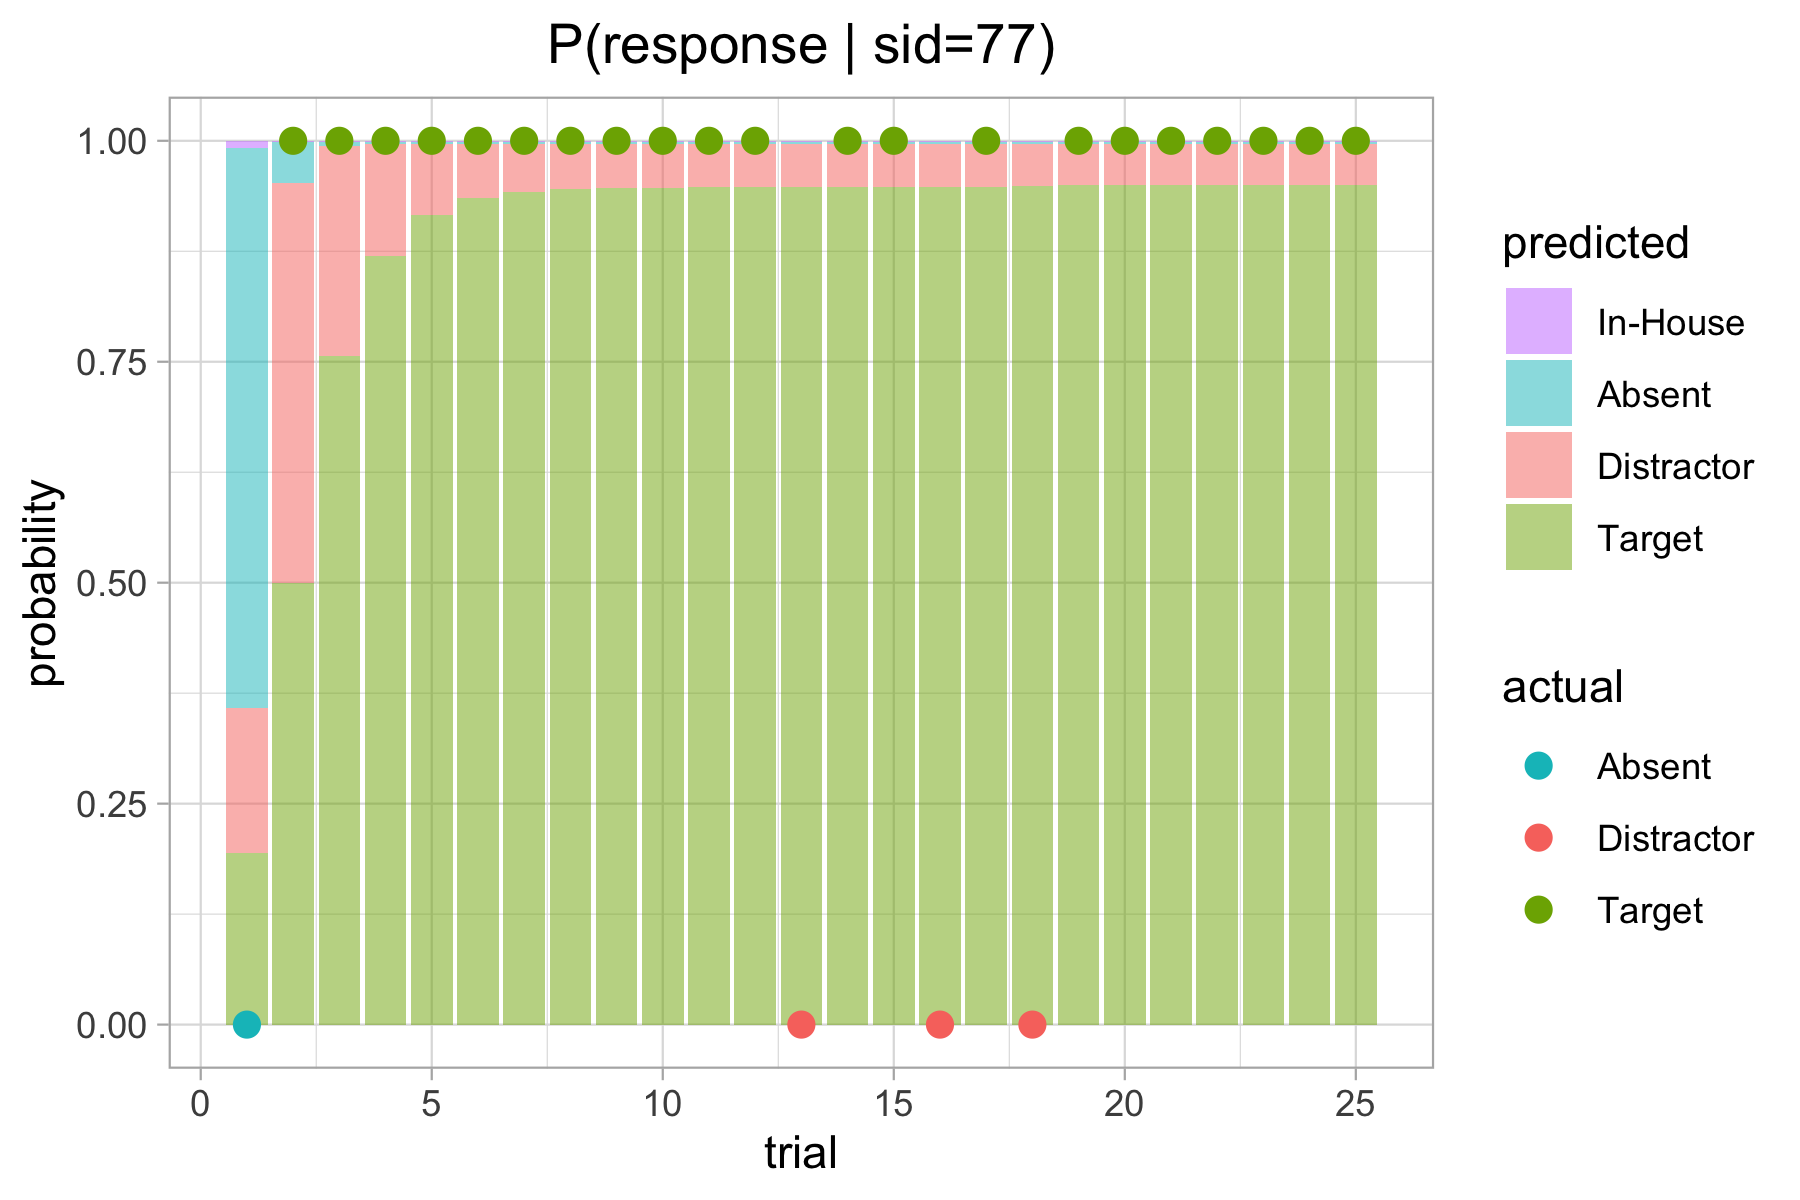 P(response | sid=77)
probability
1.00
0.75
0.50
0.25
0.00
0 5 10 15 20 25
trial
predicted
In-House
Absent
Distractor
Target
actual
Absent
Distractor
Target